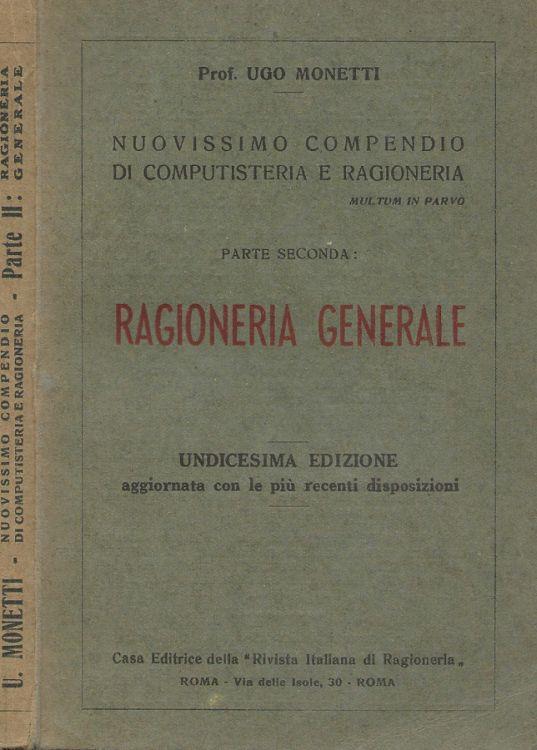 U. MONETTI - NUOVISSIMO COMPENDIO
DI COMPUTISTERIA E RAGIONERIA - Parte II: RAGIONERIA
GENERALE
Prof. UGO MONETTI
NUOVISSIMO COMPENDIO
DI COMPUTISTERIA E RAGIONERIA
MULTUM IN PARVO
PARTE SECONDA:
RAGIONERIA GENERALE
UNDICESIMA EDIZIONE
aggiornata con le più recenti disposizioni
Casa Editrice della "Rivista Italiana di Ragioneria„
ROMA - Via delle Isole, 30 - ROMA